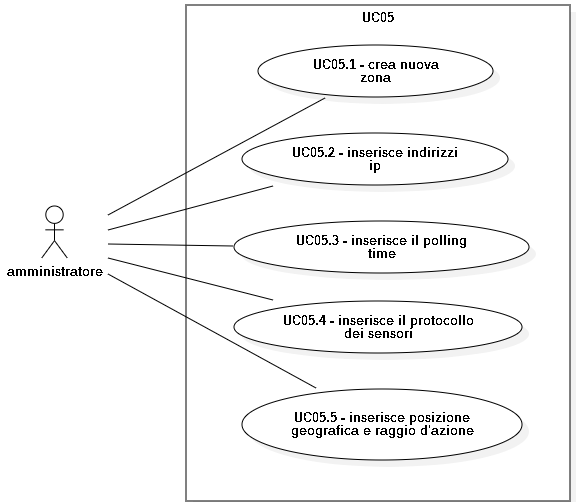 UC05
UC05.1 - crea nuova
zona
UC05.2 - inserisce indirizzi
ip
UC05.3 - inserisce il polling
time
amministratore
UC05.4 - inserisce il protocollo
dei sensori
UC05.5 - inserisce posizione
geografica e raggio d'azione